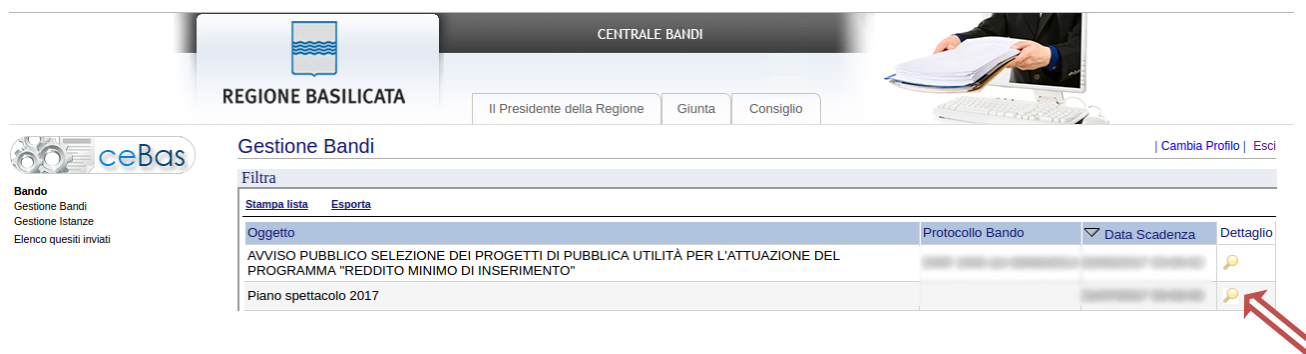 CENTRALE BANDI
REGIONE BASILICATA
Il Presidente della Regione
Giunta
Consiglio
ceBas
Gestione Bandi
| Cambia Profilo | Esci
Filtra
Bando
Gestione Bandi
Gestione Istanze
Elenco quesiti inviati
Stampa lista Esporta
Oggetto Protocollo Bando Data Scadenza Dettaglio
AVVISO PUBBLICO SELEZIONE DEI PROGETTI DI PUBBLICA UTILITÀ PER L'ATTUAZIONE DEL
PROGRAMMA "REDDITO MINIMO DI INSERIMENTO"
Piano spettacolo 2017